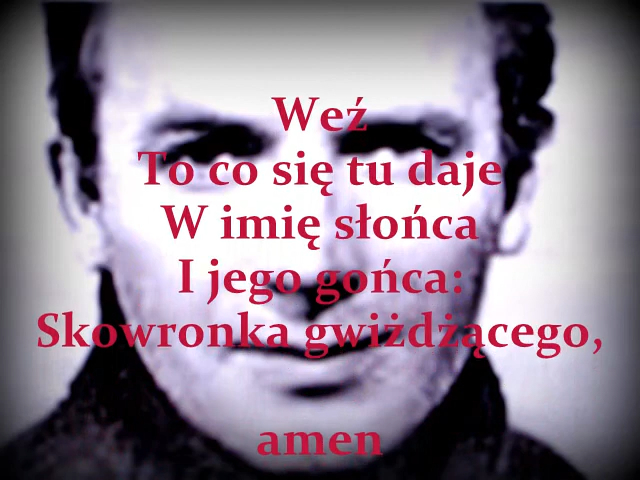 Weź
To co się tu daje
W imię słońca
I jego gońca:
Skowronka gwiżdżącego,
amen